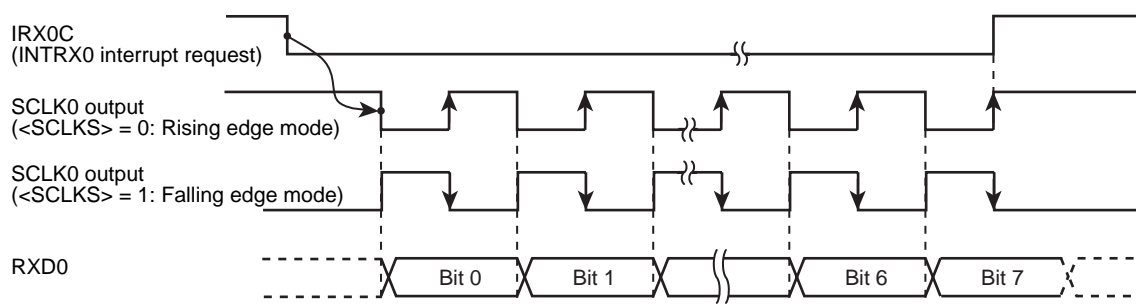 IRX0C
(INTRX0 interrupt request)
SCLK0 output
(<SCLKS> = 0: Rising edge mode)
SCLK0 output
(<SCLKS> = 1: Falling edge mode)
RXD0
Bit 0
Bit 1
Bit 6
Bit 7